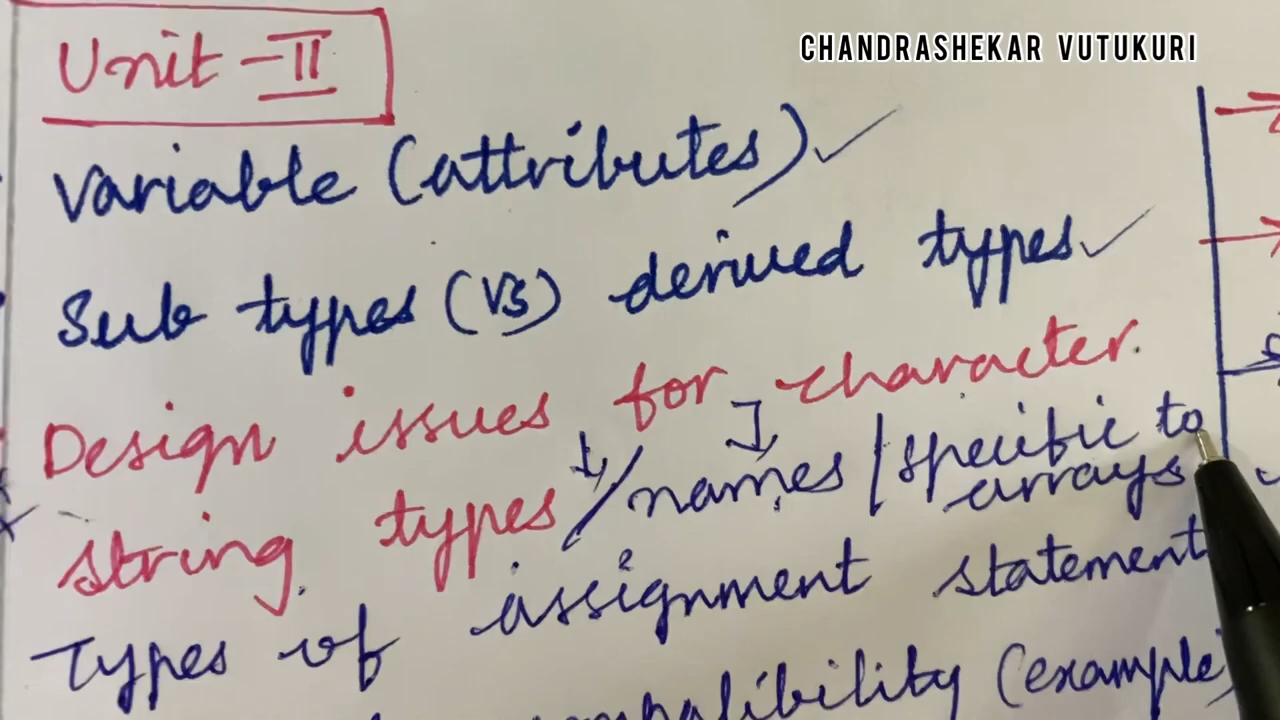 CHANDRASHEKAR VUTUKURI
Unit - II
Variable (attributes)
Sub types (vs) derived types
Design issues for character
string types / names / specific to
arrays
Types of assignment statement
(example)